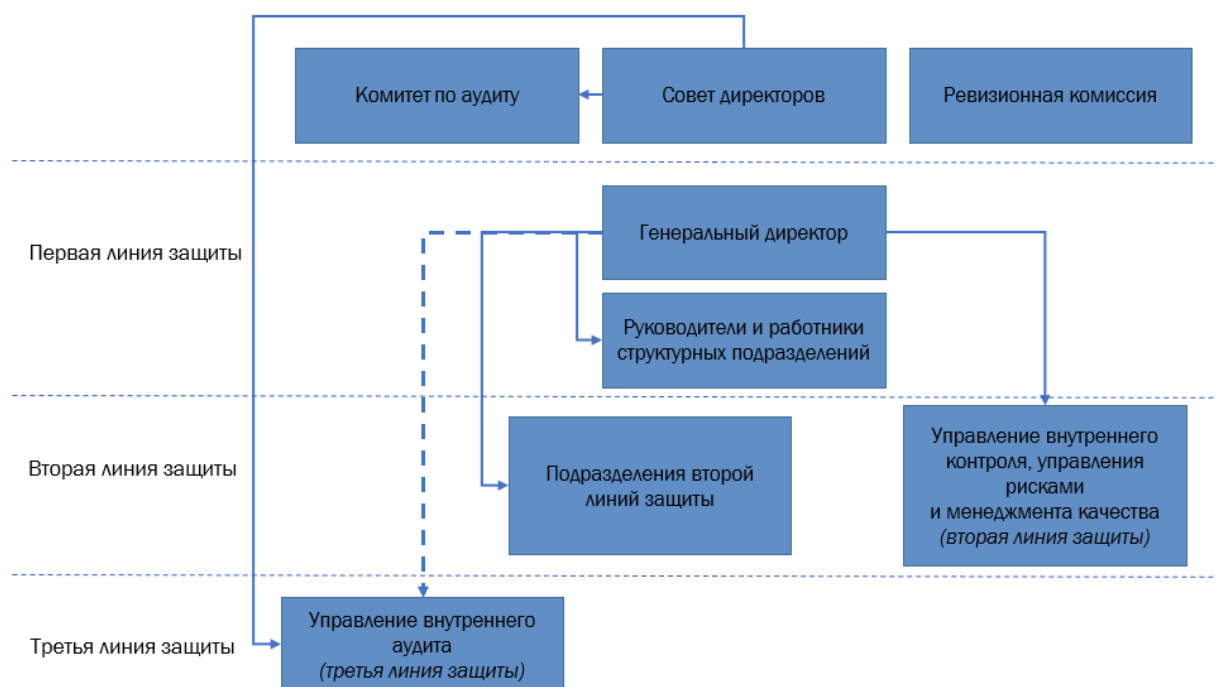 Комитет по аудиту
Совет директоров
Ревизионная комиссия
Первая линия защиты
Генеральный директор
Руководители и работники
структурных подразделений
Вторая линия защиты
Подразделения второй
линий защиты
Управление внутреннего
контроля, управления
рисками
и менеджмента качества
(вторая линия защиты)
Третья линия защиты
Управление внутреннего
аудита
(третья линия защиты)